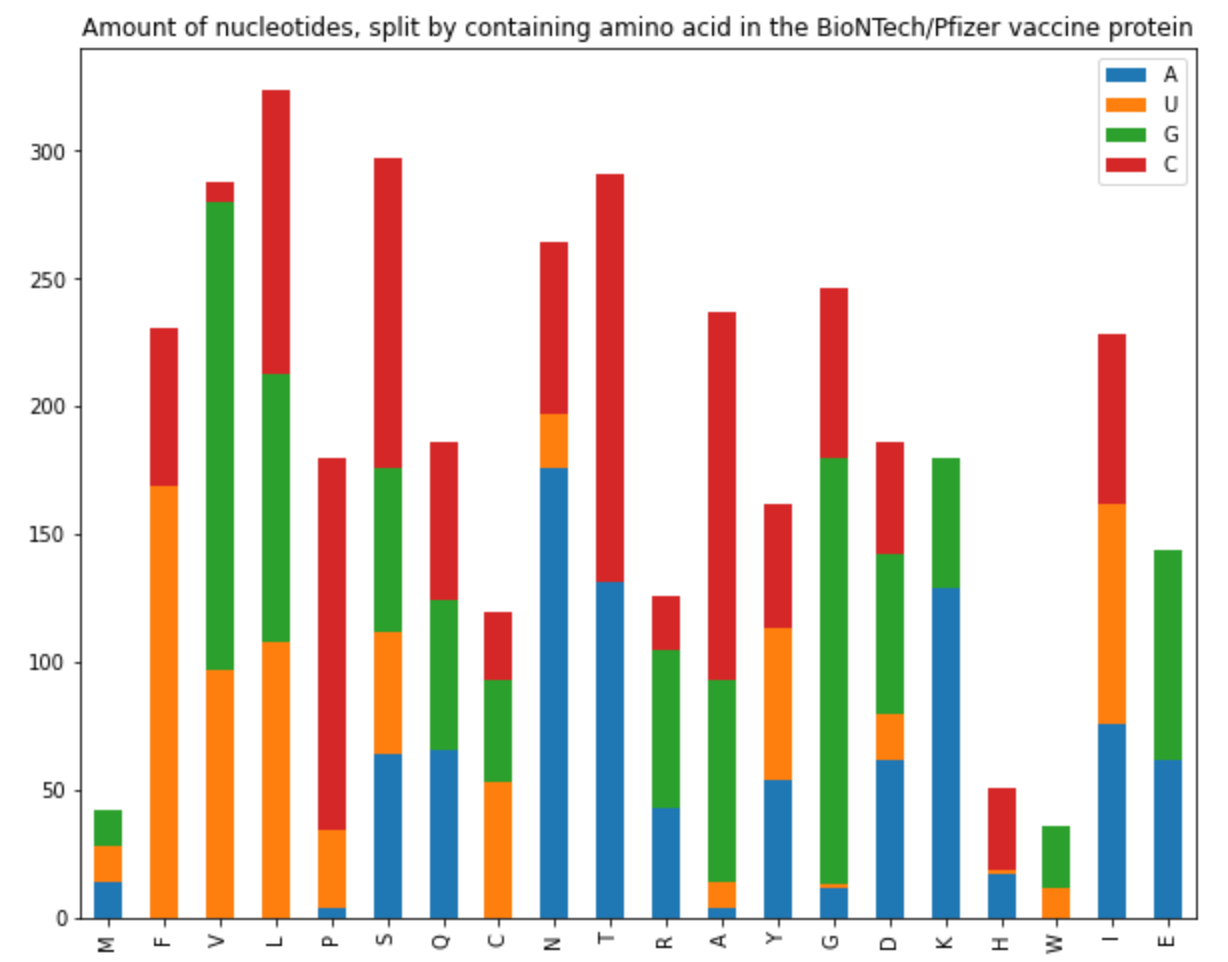 Amount of nucleotides, split by containing amino acid in the BioNTech/Pfizer vaccine protein
A
U
G
C
300
250
200
150
100
50
0
M F V L P S Q C N T R A Y G D K H W I E